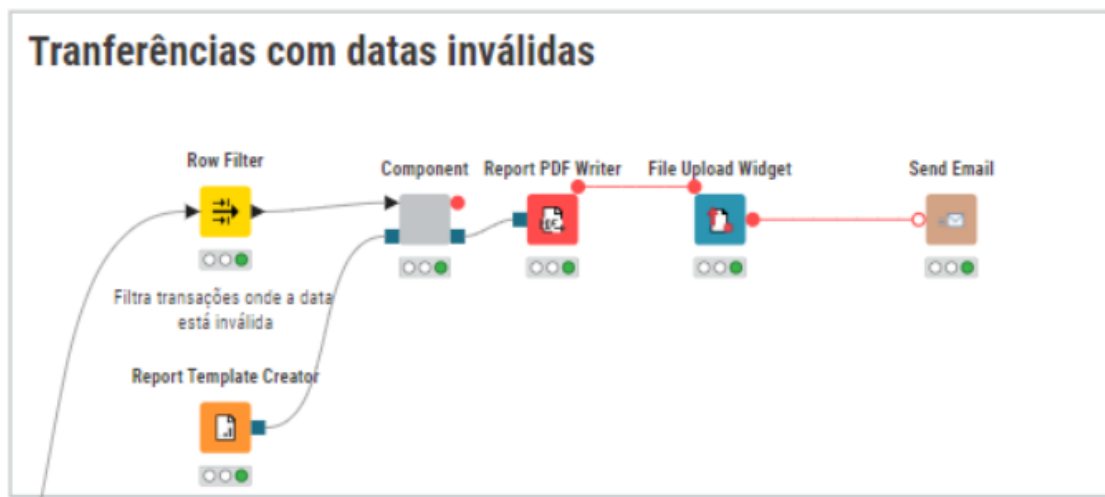 Tranferências com datas inválidas
Row Filter
Component
Report PDF Writer
File Upload Widget
Send Email
Filtra transações onde a data
está inválida
Report Template Creator